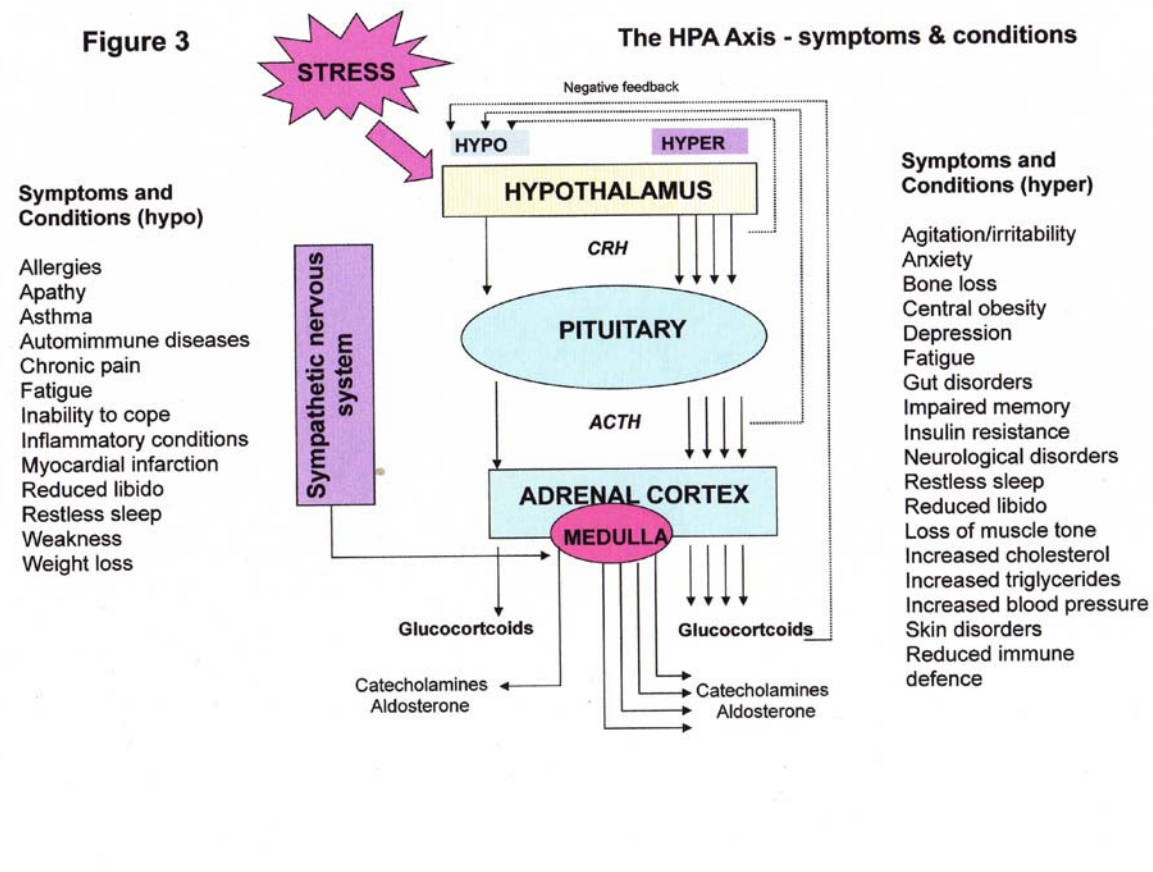 Figure 3
The HPA Axis - symptoms & conditions
STRESS
Negative feedback
HYPO
HYPER
HYPOTHALAMUS
CRH
PITUITARY
ACTH
ADRENAL CORTEX
MEDULLA
Sympathetic nervous
system
Glucocortcoids
Glucocortcoids
Catecholamines
Aldosterone
Catecholamines
Aldosterone
Symptoms and
Conditions (hypo)
Allergies
Apathy
Asthma
Automimmune diseases
Chronic pain
Fatigue
Inability to cope
Inflammatory conditions
Myocardial infarction
Reduced libido
Restless sleep
Weakness
Weight loss
Symptoms and
Conditions (hyper)
Agitation/irritability
Anxiety
Bone loss
Central obesity
Depression
Fatigue
Gut disorders
Impaired memory
Insulin resistance
Neurological disorders
Restless sleep
Reduced libido
Loss of muscle tone
Increased cholesterol
Increased triglycerides
Increased blood pressure
Skin disorders
Reduced immune
defence